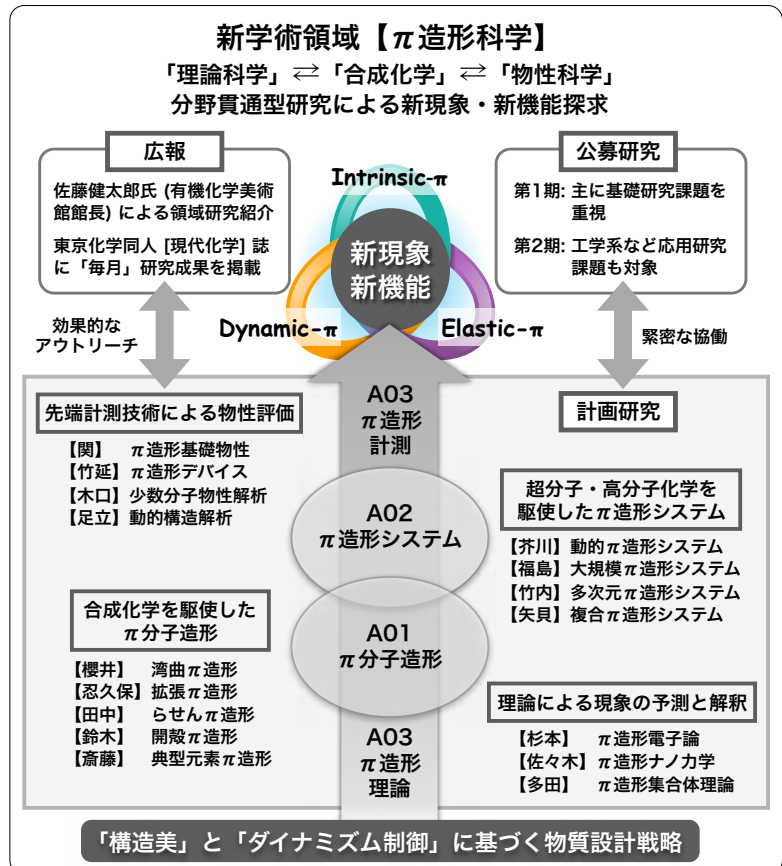 新学術領域【π造形科学】
「理論科学」⇄「合成化学」⇄「物性科学」
分野貫通型研究による新現象・新機能探求
広報
佐藤健太郎氏 (有機化学美術
館館長) による領域研究紹介
東京化学同人 [現代化学] 誌
に「毎月」研究成果を掲載
Intrinsic-π
新現象
新機能
Dynamic-π
Elastic-π
公募研究
第1期: 主に基礎研究課題を
重視
第2期: 工学系など応用研究
課題も対象
効果的な
アウトリーチ
緊密な協働
先端計測技術による物性評価
【関】 π造形基礎物性
【竹延】π造形デバイス
【木口】少数分子物性解析
【足立】動的構造解析
A03
π造形
計測
計画研究
超分子・高分子化学を
駆使したπ造形システム
【芥川】動的π造形システム
【福島】大規模π造形システム
【竹内】多次元π造形システム
【矢貝】複合π造形システム
A02
π造形システム
合成化学を駆使した
π分子造形
【櫻井】 湾曲π造形
【忍久保】拡張π造形
【田中】 らせんπ造形
【鈴木】 開殻π造形
【斎藤】 典型元素π造形
A01
π分子造形
A03
π造形
理論
理論による現象の予測と解釈
【杉本】 π造形電子論
【佐々木】π造形ナノ力学
【多田】 π造形集合体理論
「構造美」と「ダイナミズム制御」に基づく物質設計戦略